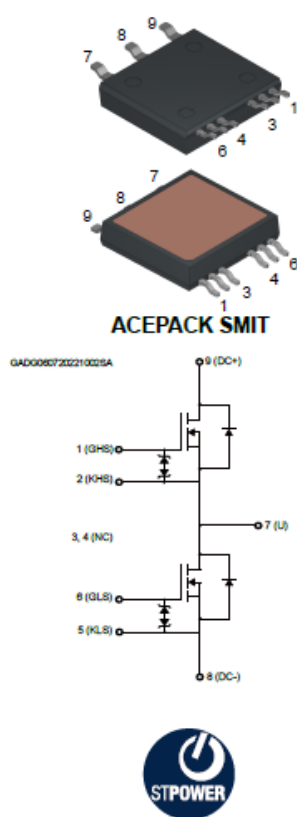 9
8
7
1
3
4
6
7
8
9
6
4
3
1
ACEPACK SMIT
GADG060720221002SA
9 (DC+)
1 (GHS)
2 (KHS)
7 (U)
3, 4 (NC)
6 (GLS)
5 (KLS)
8 (DC-)
STPOWER